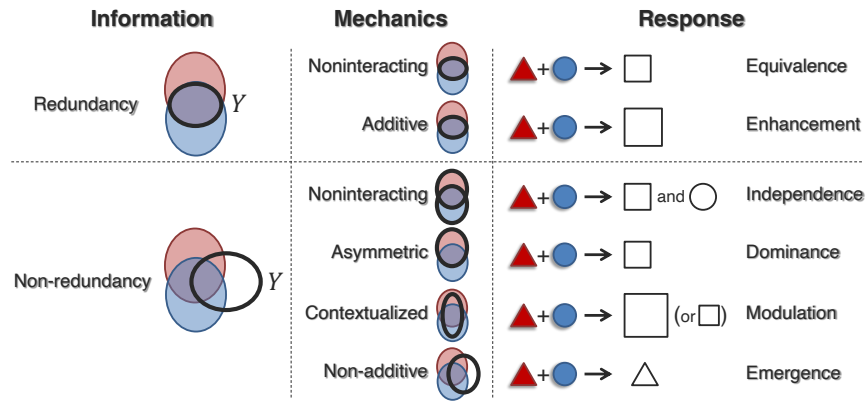 Information Mechanics Response
Noninteracting + Equivalence
Redundancy Y
Additive + Enhancement
Noninteracting + and Independence
Asymmetric + Dominance
Non-redundancy Y
Contextualized + (or ) Modulation
Non-additive + Emergence